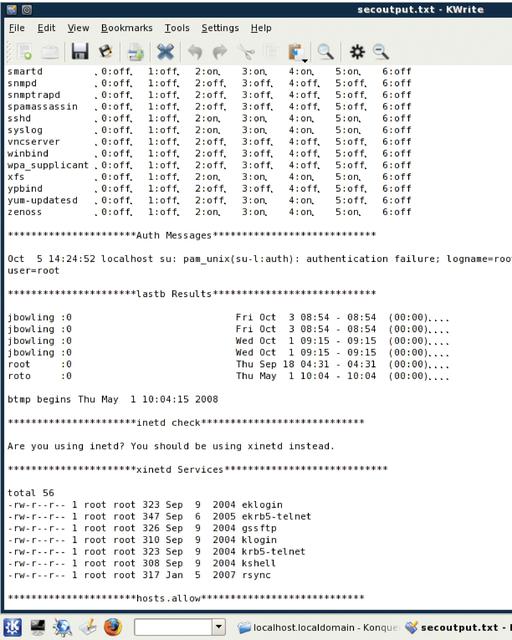 secoutput.txt - KWrite
File Edit View Bookmarks Tools Settings Help
smartd 0:off 1:off 2:on 3:on 4:on 5:on 6:off
snmpd 0:off 1:off 2:off 3:off 4:off 5:off 6:off
snmptrapd 0:off 1:off 2:off 3:off 4:off 5:off 6:off
spamassassin 0:off 1:off 2:off 3:off 4:off 5:off 6:off
sshd 0:off 1:off 2:on 3:on 4:on 5:on 6:off
syslog 0:off 1:off 2:on 3:on 4:on 5:on 6:off
vncserver 0:off 1:off 2:off 3:off 4:off 5:off 6:off
winbind 0:off 1:off 2:off 3:off 4:off 5:off 6:off
wpa_supplicant 0:off 1:off 2:off 3:off 4:off 5:off 6:off
xfs 0:off 1:off 2:on 3:on 4:on 5:on 6:off
ypbind 0:off 1:off 2:off 3:off 4:off 5:off 6:off
yum-updatesd 0:off 1:off 2:on 3:on 4:on 5:on 6:off
zenoss 0:off 1:off 2:on 3:on 4:on 5:on 6:off
**********************Auth Messages***************************
Oct 5 14:24:52 localhost su: pam_unix(su-l:auth): authentication failure; logname=roo
user=root
**********************lastb Results***************************
jbowling :0 Fri Oct 3 08:54 - 08:54 (00:00)....
jbowling :0 Fri Oct 3 08:54 - 08:54 (00:00)....
jbowling :0 Wed Oct 1 09:15 - 09:15 (00:00)....
jbowling :0 Wed Oct 1 09:15 - 09:15 (00:00)....
root :0 Thu Sep 18 04:31 - 04:31 (00:00)....
roto :0 Thu May 1 10:04 - 10:04 (00:00)....
btmp begins Thu May 1 10:04:15 2008
**********************inetd check***************************
Are you using inetd? You should be using xinetd instead.
**********************xinetd Services***************************
total 56
-rw-r--r-- 1 root root 323 Sep 9 2004 eklogin
-rw-r--r-- 1 root root 347 Sep 6 2005 ekrb5-telnet
-rw-r--r-- 1 root root 326 Sep 9 2004 gssftp
-rw-r--r-- 1 root root 310 Sep 9 2004 klogin
-rw-r--r-- 1 root root 323 Sep 9 2004 krb5-telnet
-rw-r--r-- 1 root root 308 Sep 9 2004 kshell
-rw-r--r-- 1 root root 317 Jan 5 2007 rsync
**********************hosts.allow***************************
localhost.localdomain - Konque secoutput.txt -